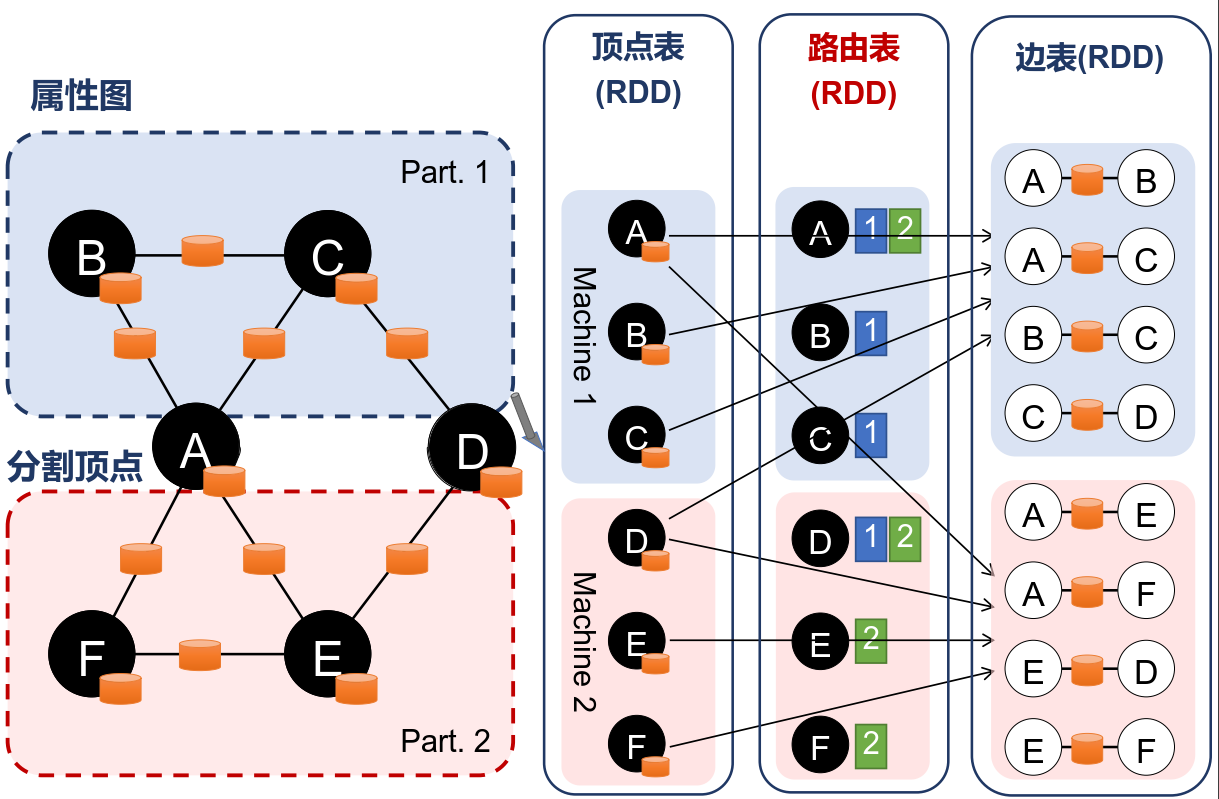 属性图
Part. 1
B
C
A
D
分割顶点
F
E
Part. 2
顶点表
(RDD)
Machine 1
A
B
C
Machine 2
D
E
F
路由表
(RDD)
A 1 2
B 1
C 1
D 1 2
E 2
F 2
边表(RDD)
A B
A C
B C
C D
A E
A F
E D
E F